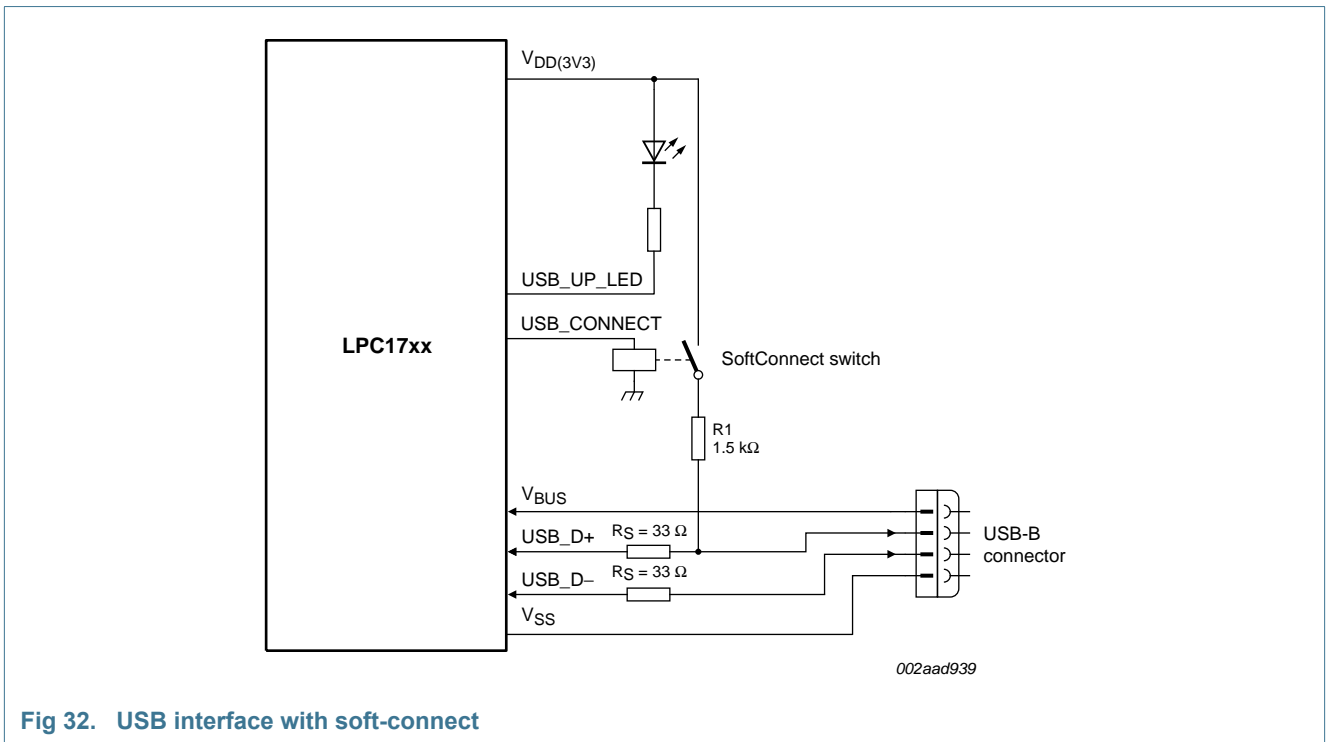 VDD(3V3)
USB_UP_LED
USB_CONNECT
LPC17xx
SoftConnect switch
R1
1.5 kΩ
VBUS
USB_D+
RS = 33 Ω
USB-B
connector
USB_D−
RS = 33 Ω
VSS
002aad939
Fig 32. USB interface with soft-connect